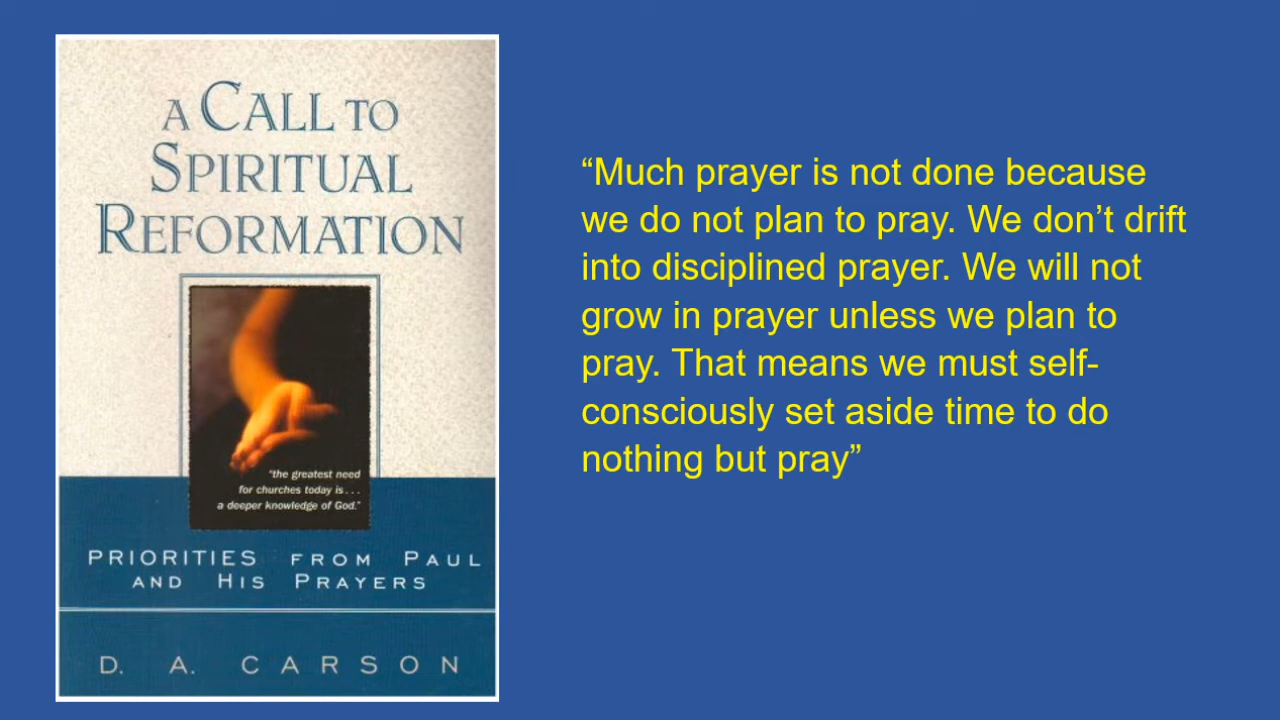 A CALL TO
SPIRITUAL
REFORMATION
"the greatest need
for churches today is . . .
a deeper knowledge of God."
PRIORITIES FROM PAUL
AND HIS PRAYERS
D. A. CARSON
“Much prayer is not done because
we do not plan to pray. We don’t drift
into disciplined prayer. We will not
grow in prayer unless we plan to
pray. That means we must self-
consciously set aside time to do
nothing but pray”